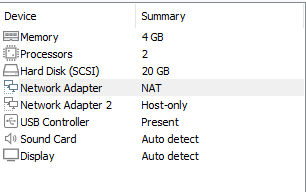 Device Summary
Memory 4 GB
Processors 2
Hard Disk (SCSI) 20 GB
Network Adapter NAT
Network Adapter 2 Host-only
USB Controller Present
Sound Card Auto detect
Display Auto detect